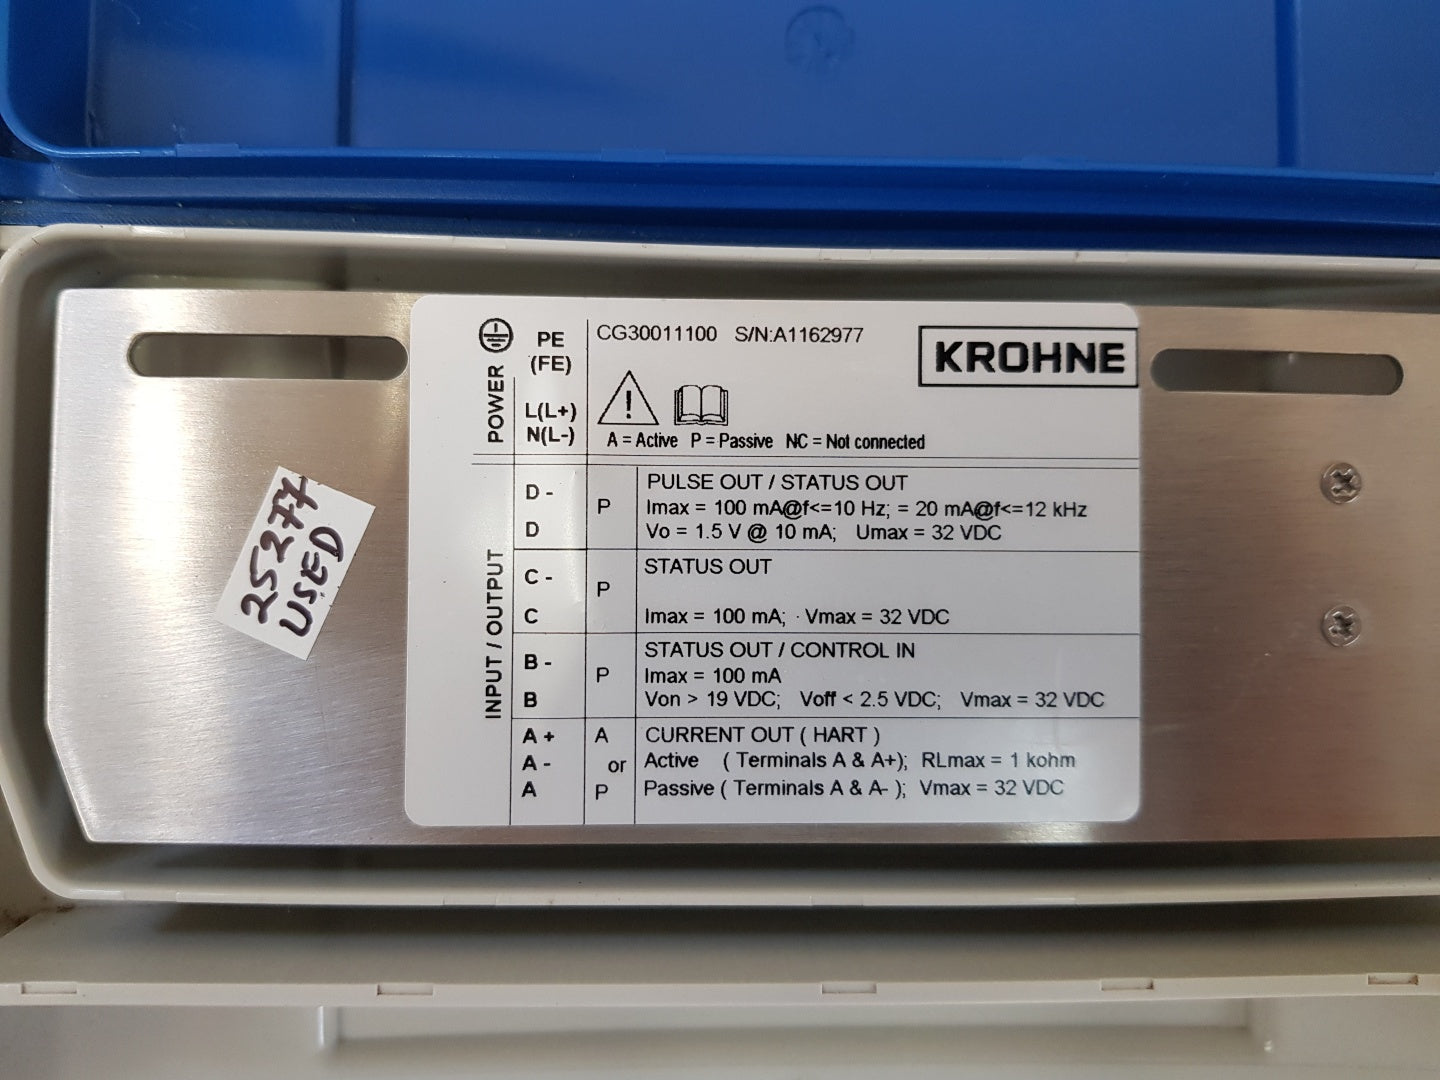 PE
(FE)
CG30011100 S/N:A1162977
KROHNE
POWER
L(L+)
N(L-)
A = Active P = Passive NC = Not connected
INPUT / OUTPUT
D -
D
P
PULSE OUT / STATUS OUT
Imax = 100 mA@f<=10 Hz; = 20 mA@f<=12 kHz
Vo = 1.5 V @ 10 mA; Umax = 32 VDC
C -
C
P
STATUS OUT
Imax = 100 mA; Vmax = 32 VDC
B -
B
P
STATUS OUT / CONTROL IN
Imax = 100 mA
Von > 19 VDC; Voff < 2.5 VDC; Vmax = 32 VDC
A +
A -
A
A
or
P
CURRENT OUT ( HART )
Active ( Terminals A & A+); RLmax = 1 kohm
Passive ( Terminals A & A- ); Vmax = 32 VDC
25277
USED